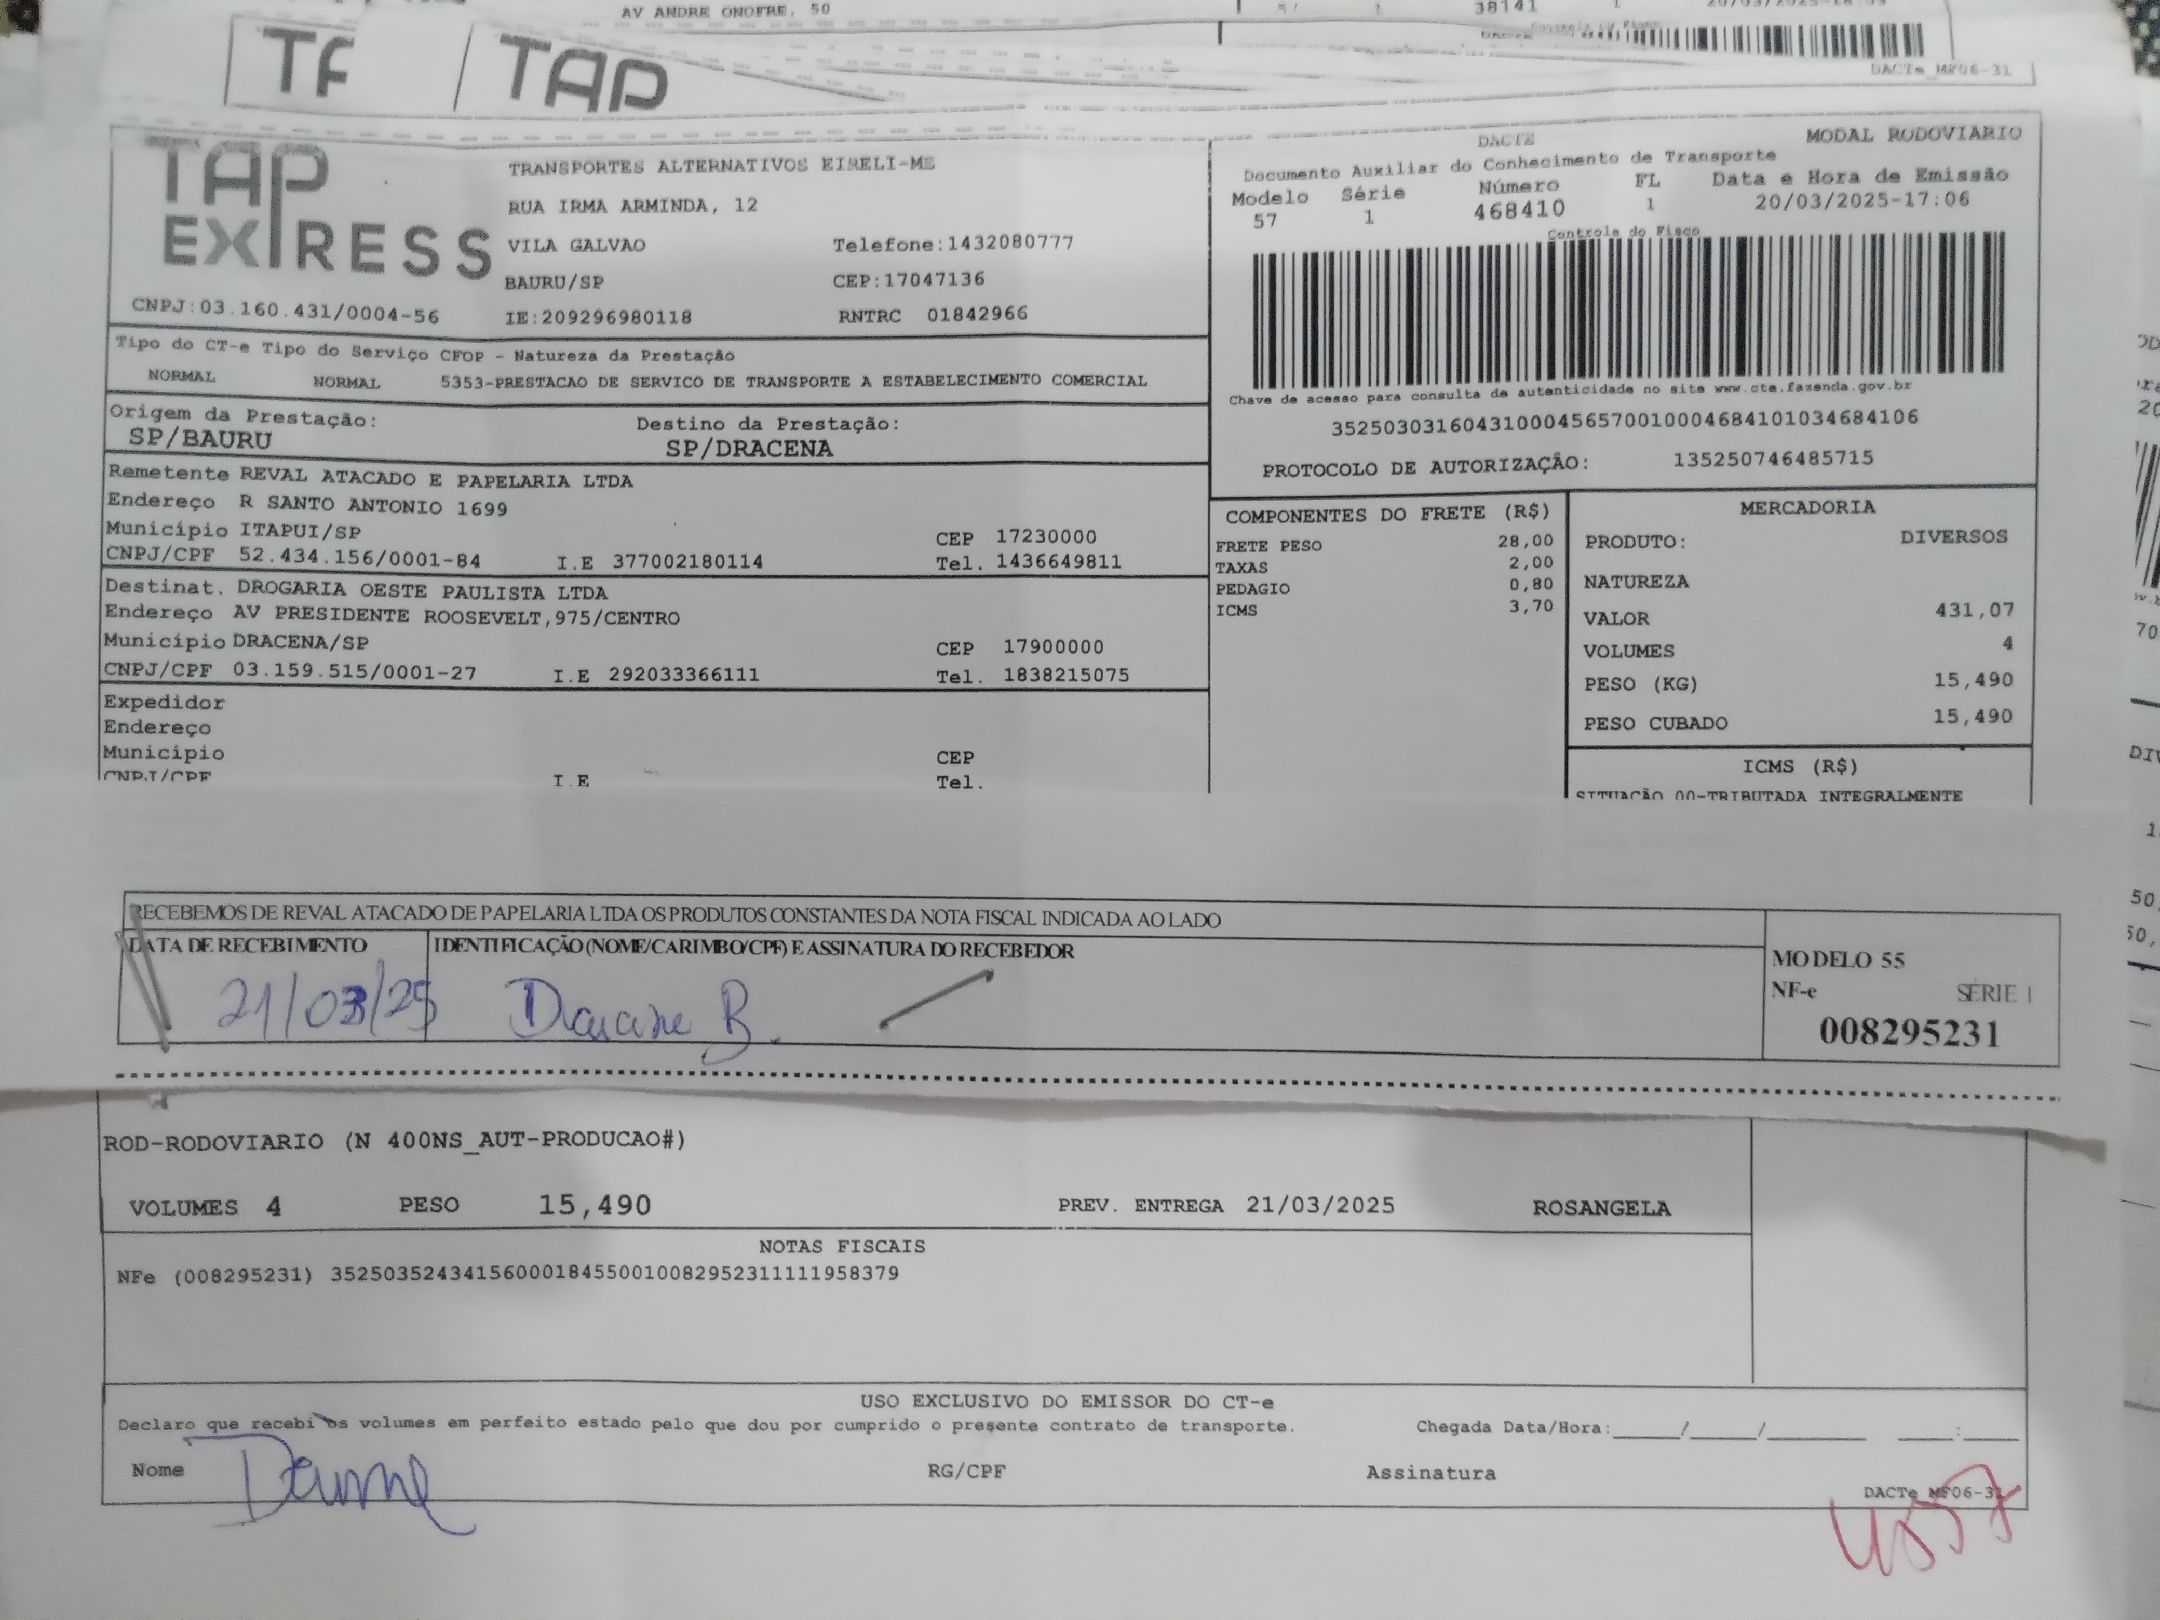 AV ANDRE ONOFRE, 50
57 1 38141 1
DACTe_MF06-31
TAP
TAP EXPRESS
TRANSPORTES ALTERNATIVOS EIRELI-ME
RUA IRMA ARMINDA, 12
VILA GALVAO Telefone:1432080777
BAURU/SP CEP:17047136
CNPJ:03.160.431/0004-56 IE:209296980118 RNTRC 01842966
DACTE MODAL RODOVIARIO
Documento Auxiliar do Conhecimento de Transporte
Modelo Série Número FL Data e Hora de Emissão
57 1 468410 1 20/03/2025-17:06
Controle do Fisco
Chave de acesso para consulta de autenticidade no site www.cte.fazenda.gov.br
35250303160431000456570010004684101034684106
PROTOCOLO DE AUTORIZAÇÃO: 135250746485715
Tipo do CT-e Tipo do Serviço CFOP - Natureza da Prestação
NORMAL NORMAL 5353-PRESTACAO DE SERVICO DE TRANSPORTE A ESTABELECIMENTO COMERCIAL
Origem da Prestação: Destino da Prestação:
SP/BAURU SP/DRACENA
Remetente REVAL ATACADO E PAPELARIA LTDA
Endereço R SANTO ANTONIO 1699
Município ITAPUI/SP CEP 17230000
CNPJ/CPF 52.434.156/0001-84 I.E 377002180114 Tel. 1436649811
Destinat. DROGARIA OESTE PAULISTA LTDA
Endereço AV PRESIDENTE ROOSEVELT,975/CENTRO
Município DRACENA/SP CEP 17900000
CNPJ/CPF 03.159.515/0001-27 I.E 292033366111 Tel. 1838215075
Expedidor
Endereço
Município CEP
CNPJ/CPF I.E Tel.
COMPONENTES DO FRETE (R$)
FRETE PESO 28,00
TAXAS 2,00
PEDAGIO 0,80
ICMS 3,70
MERCADORIA
PRODUTO: DIVERSOS
NATUREZA
VALOR 431,07
VOLUMES 4
PESO (KG) 15,490
PESO CUBADO 15,490
ICMS (R$)
SITUAÇÃO 00-TRIBUTADA INTEGRALMENTE
RECEBEMOS DE REVAL ATACADO DE PAPELARIA LTDA OS PRODUTOS CONSTANTES DA NOTA FISCAL INDICADA AO LADO
DATA DE RECEBIMENTO IDENTIFICAÇÃO (NOME/CARIMBO/CPF) E ASSINATURA DO RECEBEDOR
21/03/25 Daiane B.
MODELO 55
NF-e SÉRIE 1
008295231
ROD-RODOVIARIO (N 400NS_AUT-PRODUCAO#)
VOLUMES 4 PESO 15,490 PREV. ENTREGA 21/03/2025 ROSANGELA
NOTAS FISCAIS
NFe (008295231) 35250352434156000184550010082952311111958379
USO EXCLUSIVO DO EMISSOR DO CT-e
Declaro que recebi os volumes em perfeito estado pelo que dou por cumprido o presente contrato de transporte. Chegada Data/Hora:____/____/______ ____:____
Nome Daiane RG/CPF Assinatura
DACTe MF06-31